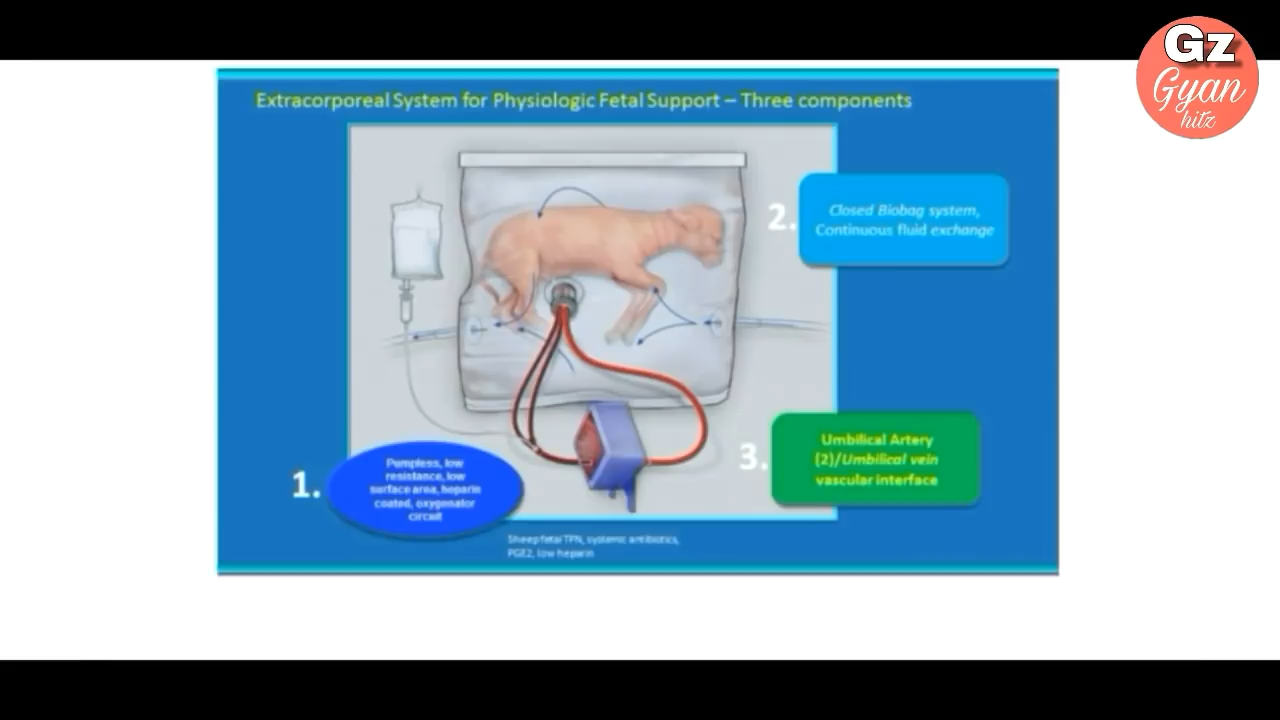 Gz
Gyan
hitz
Extracorporeal System for Physiologic Fetal Support – Three components
2.
Closed Biobag system,
Continuous fluid exchange
1.
Pumpless, low
resistance, low
surface area, heparin
coated, oxygenator
circuit
3.
Umbilical Artery
(2)/Umbilical vein
vascular interface
Sheep fetal TPN, systemic antibiotics,
PGE2, low heparin